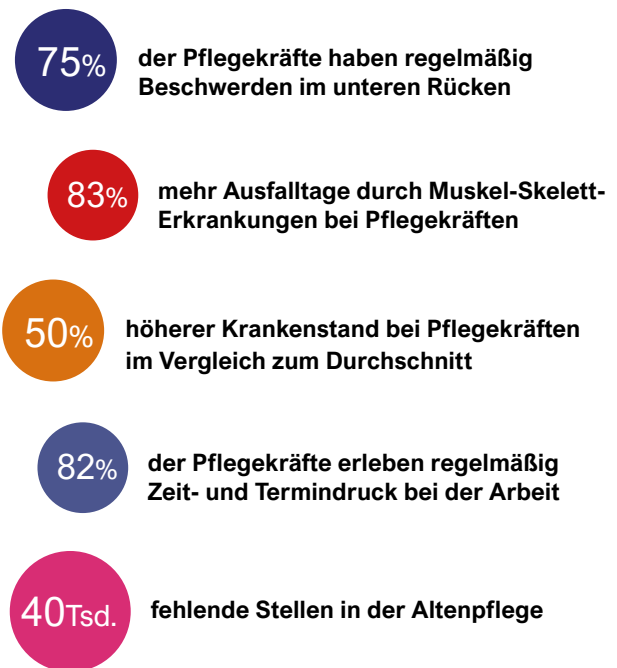 75%
der Pflegekräfte haben regelmäßig
Beschwerden im unteren Rücken
83%
mehr Ausfalltage durch Muskel-Skelett-
Erkrankungen bei Pflegekräften
50%
höherer Krankenstand bei Pflegekräften
im Vergleich zum Durchschnitt
82%
der Pflegekräfte erleben regelmäßig
Zeit- und Termindruck bei der Arbeit
40Tsd.
fehlende Stellen in der Altenpflege